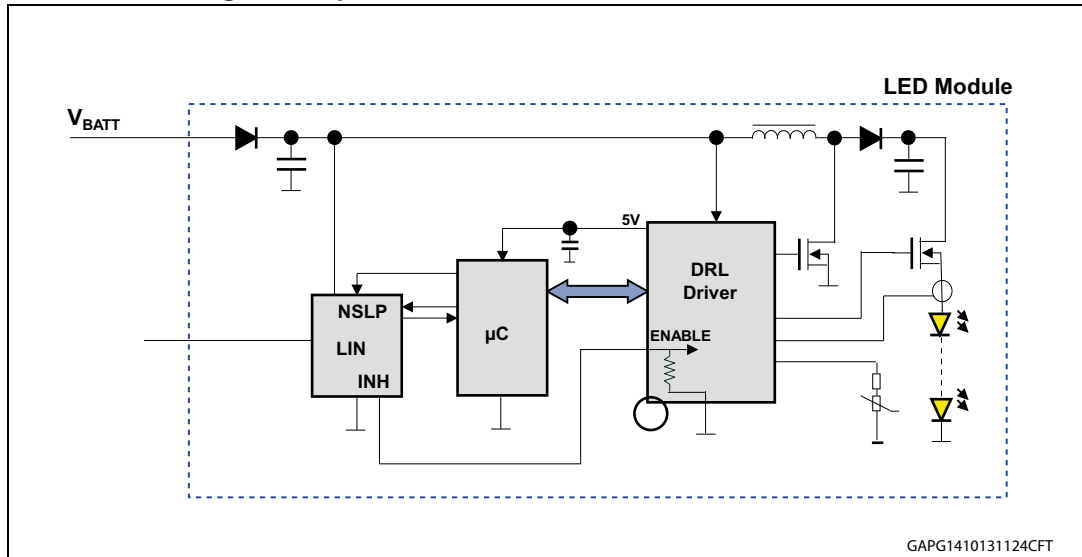 LED Module
VBATT
5V
NSLP
LIN
INH
µC
DRL
Driver
ENABLE
GAPG1410131124CFT